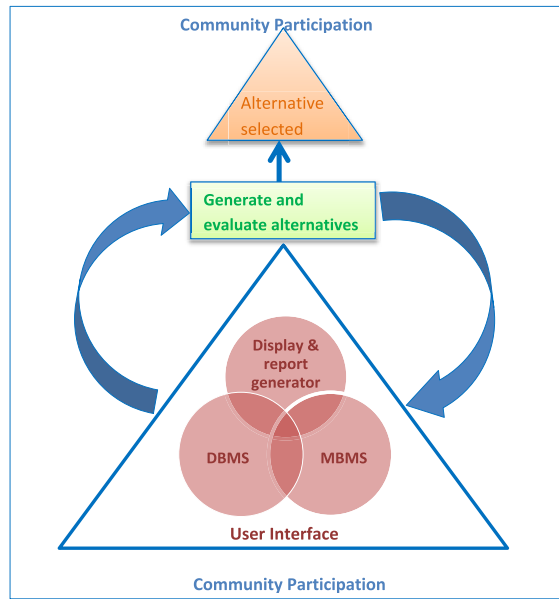 Community Participation
Alternative
selected
Generate and
evaluate alternatives
Display &
report
generator
DBMS
MBMS
User Interface
Community Participation